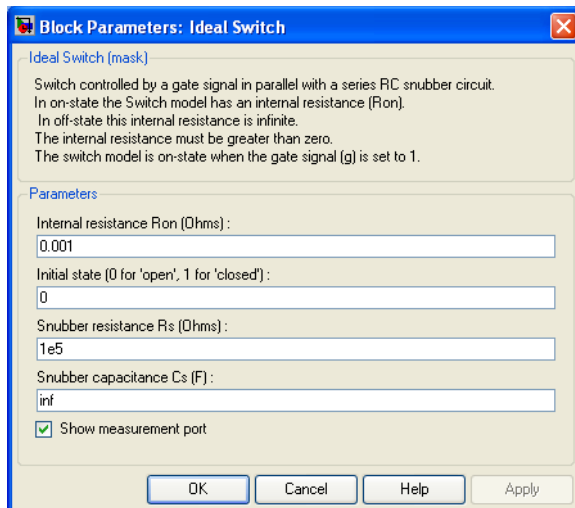 Block Parameters: Ideal Switch
Ideal Switch (mask)
Switch controlled by a gate signal in parallel with a series RC snubber circuit.
In on-state the Switch model has an internal resistance (Ron).
In off-state this internal resistance is infinite.
The internal resistance must be greater than zero.
The switch model is on-state when the gate signal (g) is set to 1.
Parameters
Internal resistance Ron (Ohms) :
0.001
Initial state (0 for 'open', 1 for 'closed') :
0
Snubber resistance Rs (Ohms) :
1e5
Snubber capacitance Cs (F) :
inf
Show measurement port
OK Cancel Help Apply